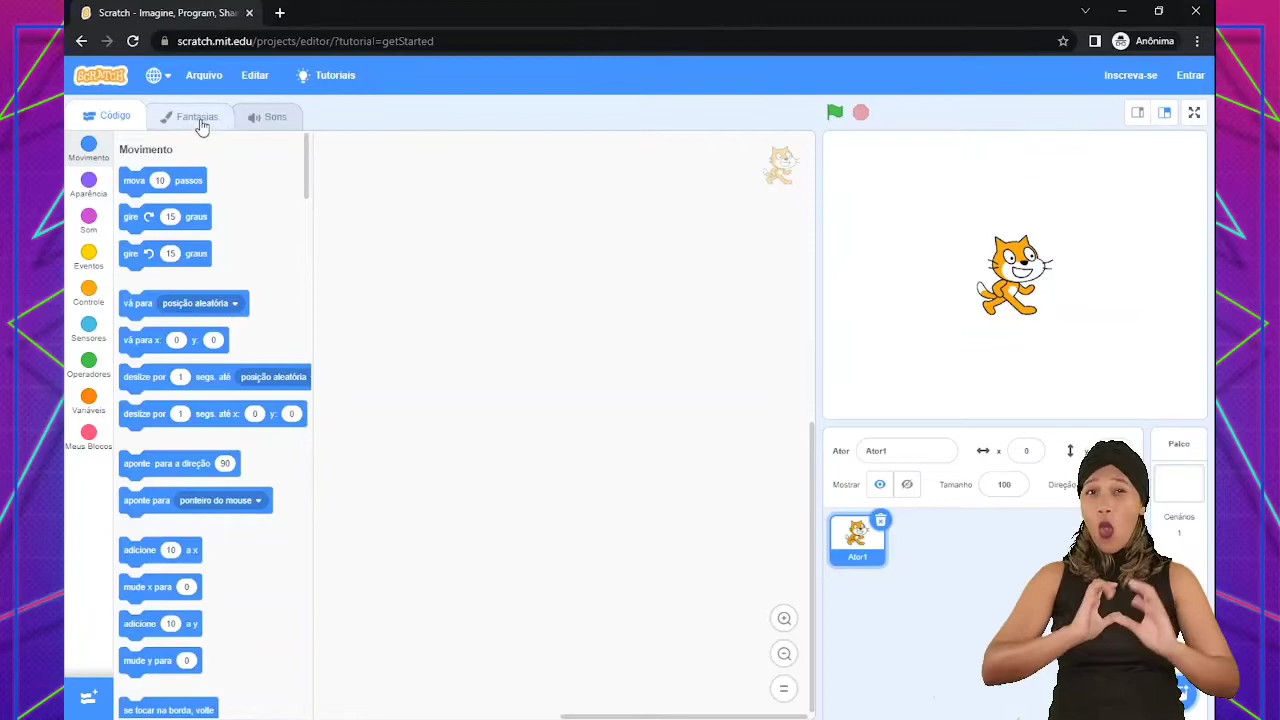 Scratch - Imagine, Program, Sha
scratch.mit.edu/projects/editor/?tutorial=getStarted
Anônima
SCRATCH
Arquivo
Editar
Tutoriais
Inscreva-se
Entrar
Código
Fantasias
Sons
Movimento
Aparência
Som
Eventos
Controle
Sensores
Operadores
Variáveis
Meus Blocos
Movimento
mova 10 passos
gire 15 graus
gire 15 graus
vá para posição aleatória
vá para x: 0 y: 0
deslize por 1 segs. até posição aleatória
deslize por 1 segs. até x: 0 y: 0
aponte para a direção 90
aponte para ponteiro do mouse
adicione 10 a x
mude x para 0
adicione 10 a y
mude y para 0
se tocar na borda, volte
Ator Ator1 x 0 y
Mostrar Tamanho 100 Direção
Ator1
Palco
Cenários
1